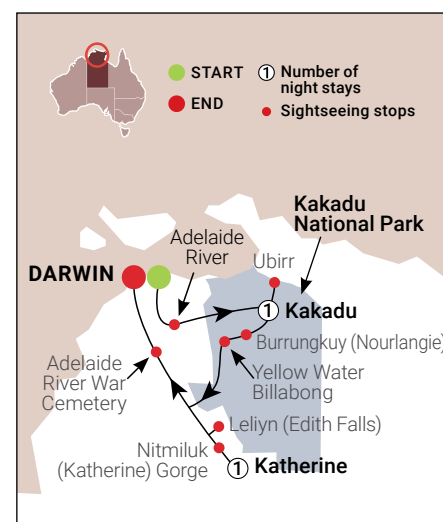 START
END
1 Number of
night stays
Sightseeing stops
Kakadu
National Park
Adelaide
River
Ubirr
DARWIN
1 Kakadu
Burrungkuy (Nourlangie)
Adelaide
River War
Cemetery
Yellow Water
Billabong
Leliyn (Edith Falls)
Nitmiluk
(Katherine) Gorge
1 Katherine